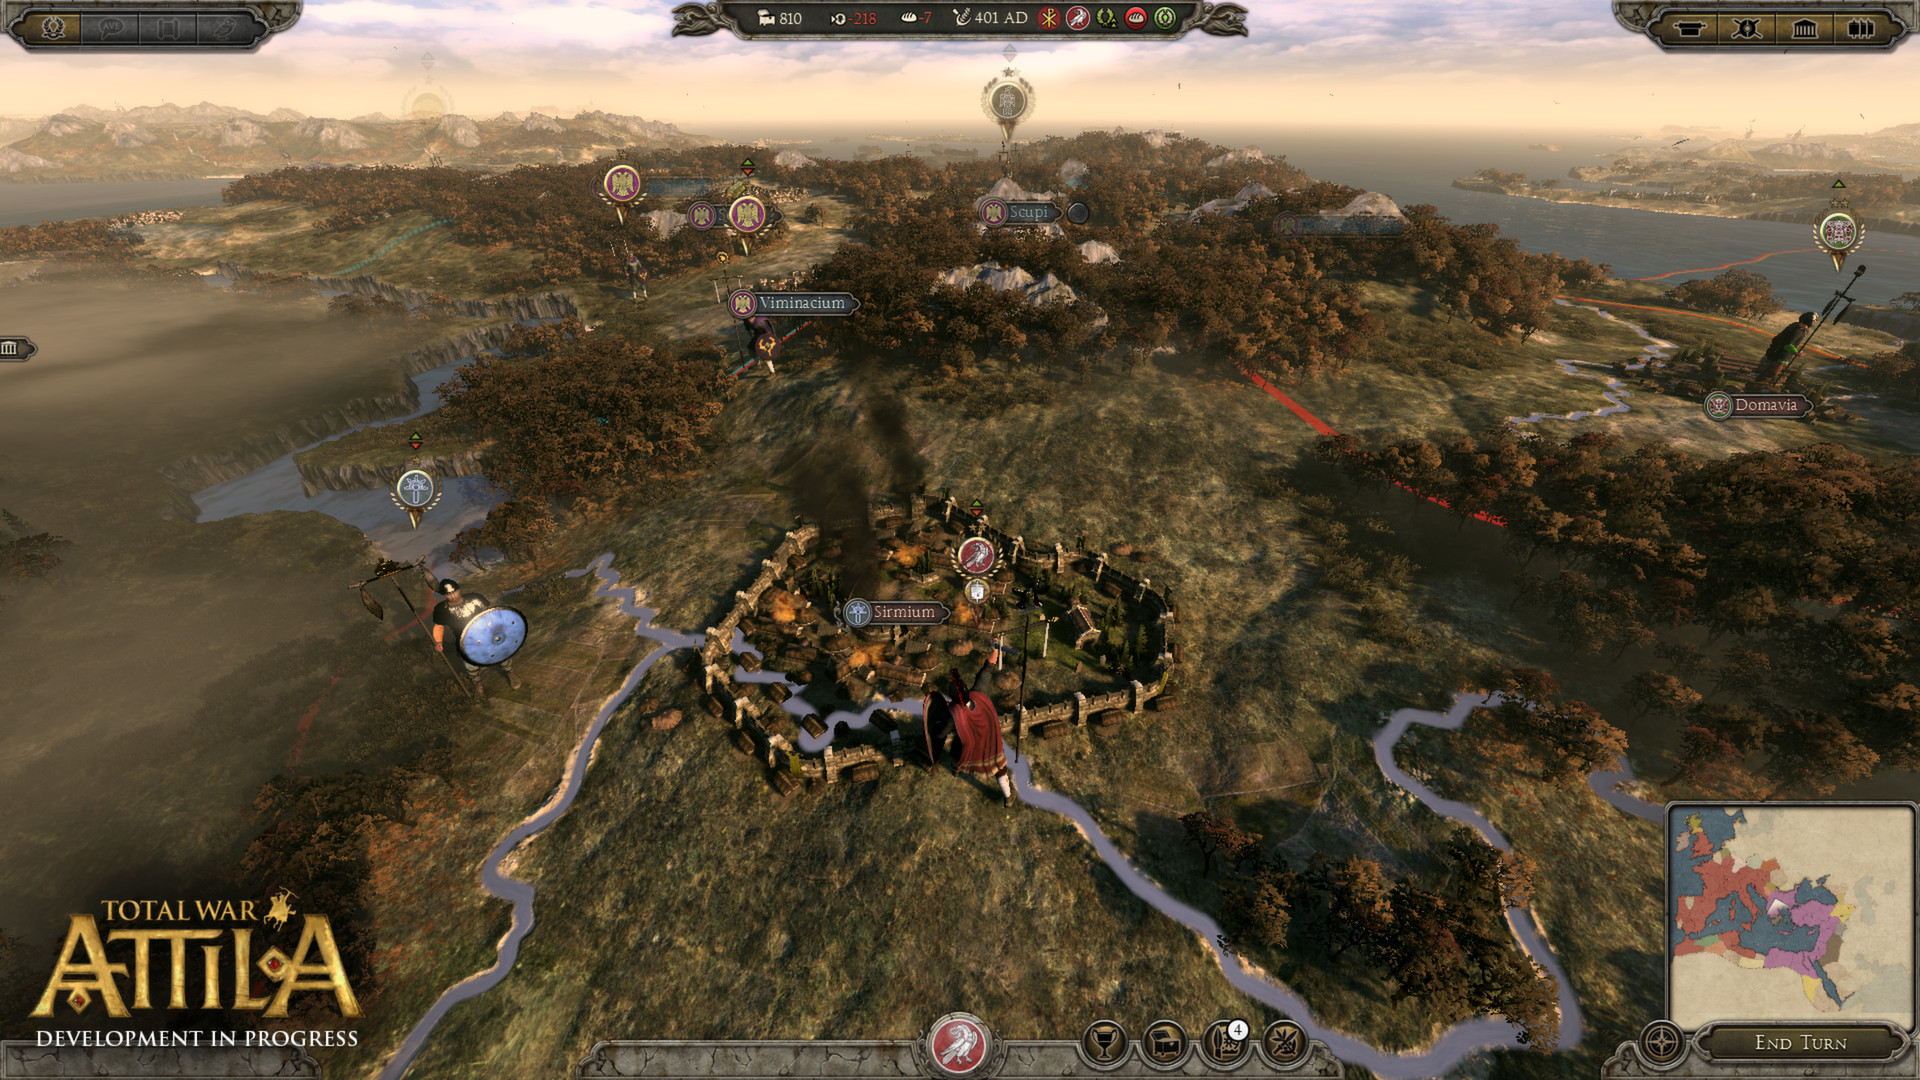 810
-218
-7
401 AD
Scupi
Viminacium
Domavia
Sirmium
TOTAL WAR
ATTILA
DEVELOPMENT IN PROGRESS
4
END TURN